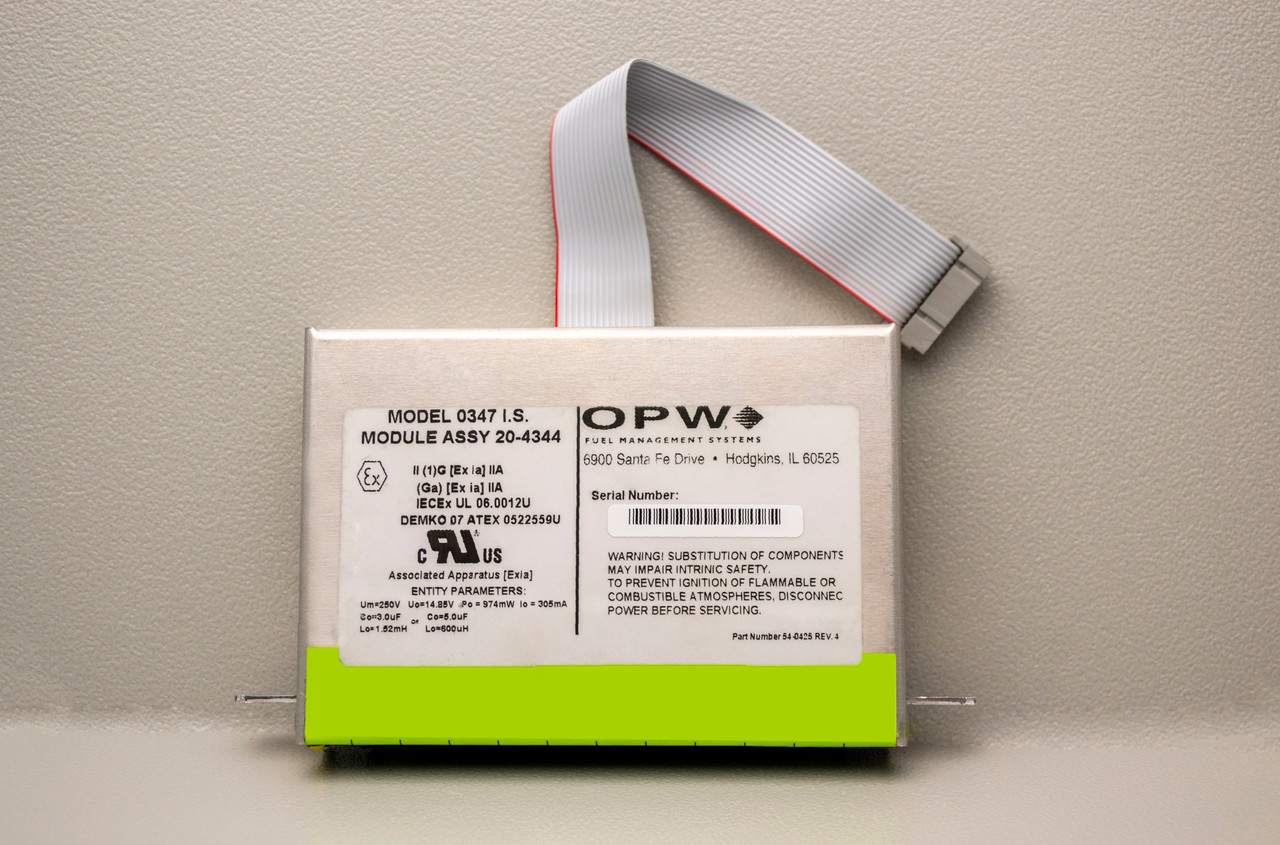 MODEL 0347 I.S.
MODULE ASSY 20-4344
Ex
II (1)G [Ex ia] IIA
(Ga) [Ex ia] IIA
IECEx UL 06.0012U
DEMKO 07 ATEX 0522559U
C RU US
Associated Apparatus [Exia]
ENTITY PARAMETERS:
Um=250V Uo=14.85V Po = 974mW Io = 305mA
Co=3.0uF or Co=5.0uF
Lo=1.52mH Lo=600uH
OPW
FUEL MANAGEMENT SYSTEMS
6900 Santa Fe Drive • Hodgkins, IL 60525
Serial Number:
WARNING! SUBSTITUTION OF COMPONENTS
MAY IMPAIR INTRINIC SAFETY.
TO PREVENT IGNITION OF FLAMMABLE OR
COMBUSTIBLE ATMOSPHERES, DISCONNEC
POWER BEFORE SERVICING.
Part Number 54-0425 REV. 4